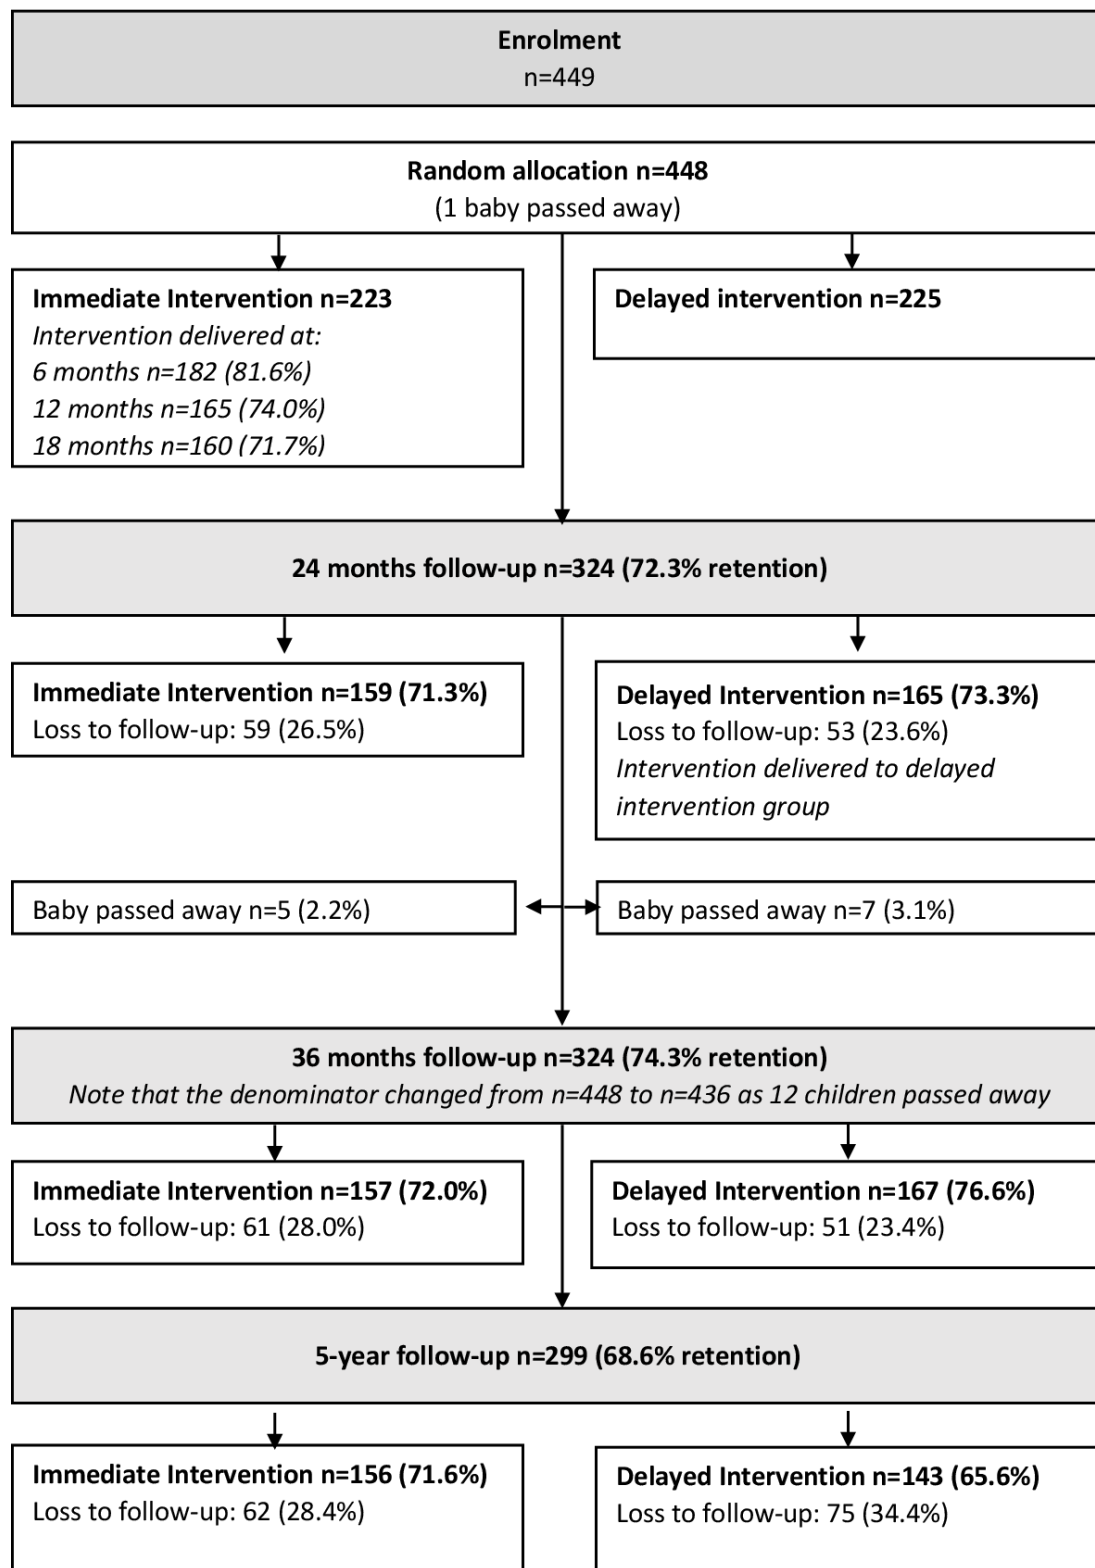 Enrolment
n=449
Random allocation n=448
(1 baby passed away)
Immediate Intervention n=223
Intervention delivered at:
6 months n=182 (81.6%)
12 months n=165 (74.0%)
18 months n=160 (71.7%)
Delayed intervention n=225
24 months follow-up n=324 (72.3% retention)
Immediate Intervention n=159 (71.3%)
Loss to follow-up: 59 (26.5%)
Delayed Intervention n=165 (73.3%)
Loss to follow-up: 53 (23.6%)
Intervention delivered to delayed
intervention group
Baby passed away n=5 (2.2%)
Baby passed away n=7 (3.1%)
36 months follow-up n=324 (74.3% retention)
Note that the denominator changed from n=448 to n=436 as 12 children passed away
Immediate Intervention n=157 (72.0%)
Loss to follow-up: 61 (28.0%)
Delayed Intervention n=167 (76.6%)
Loss to follow-up: 51 (23.4%)
5-year follow-up n=299 (68.6% retention)
Immediate Intervention n=156 (71.6%)
Loss to follow-up: 62 (28.4%)
Delayed Intervention n=143 (65.6%)
Loss to follow-up: 75 (34.4%)